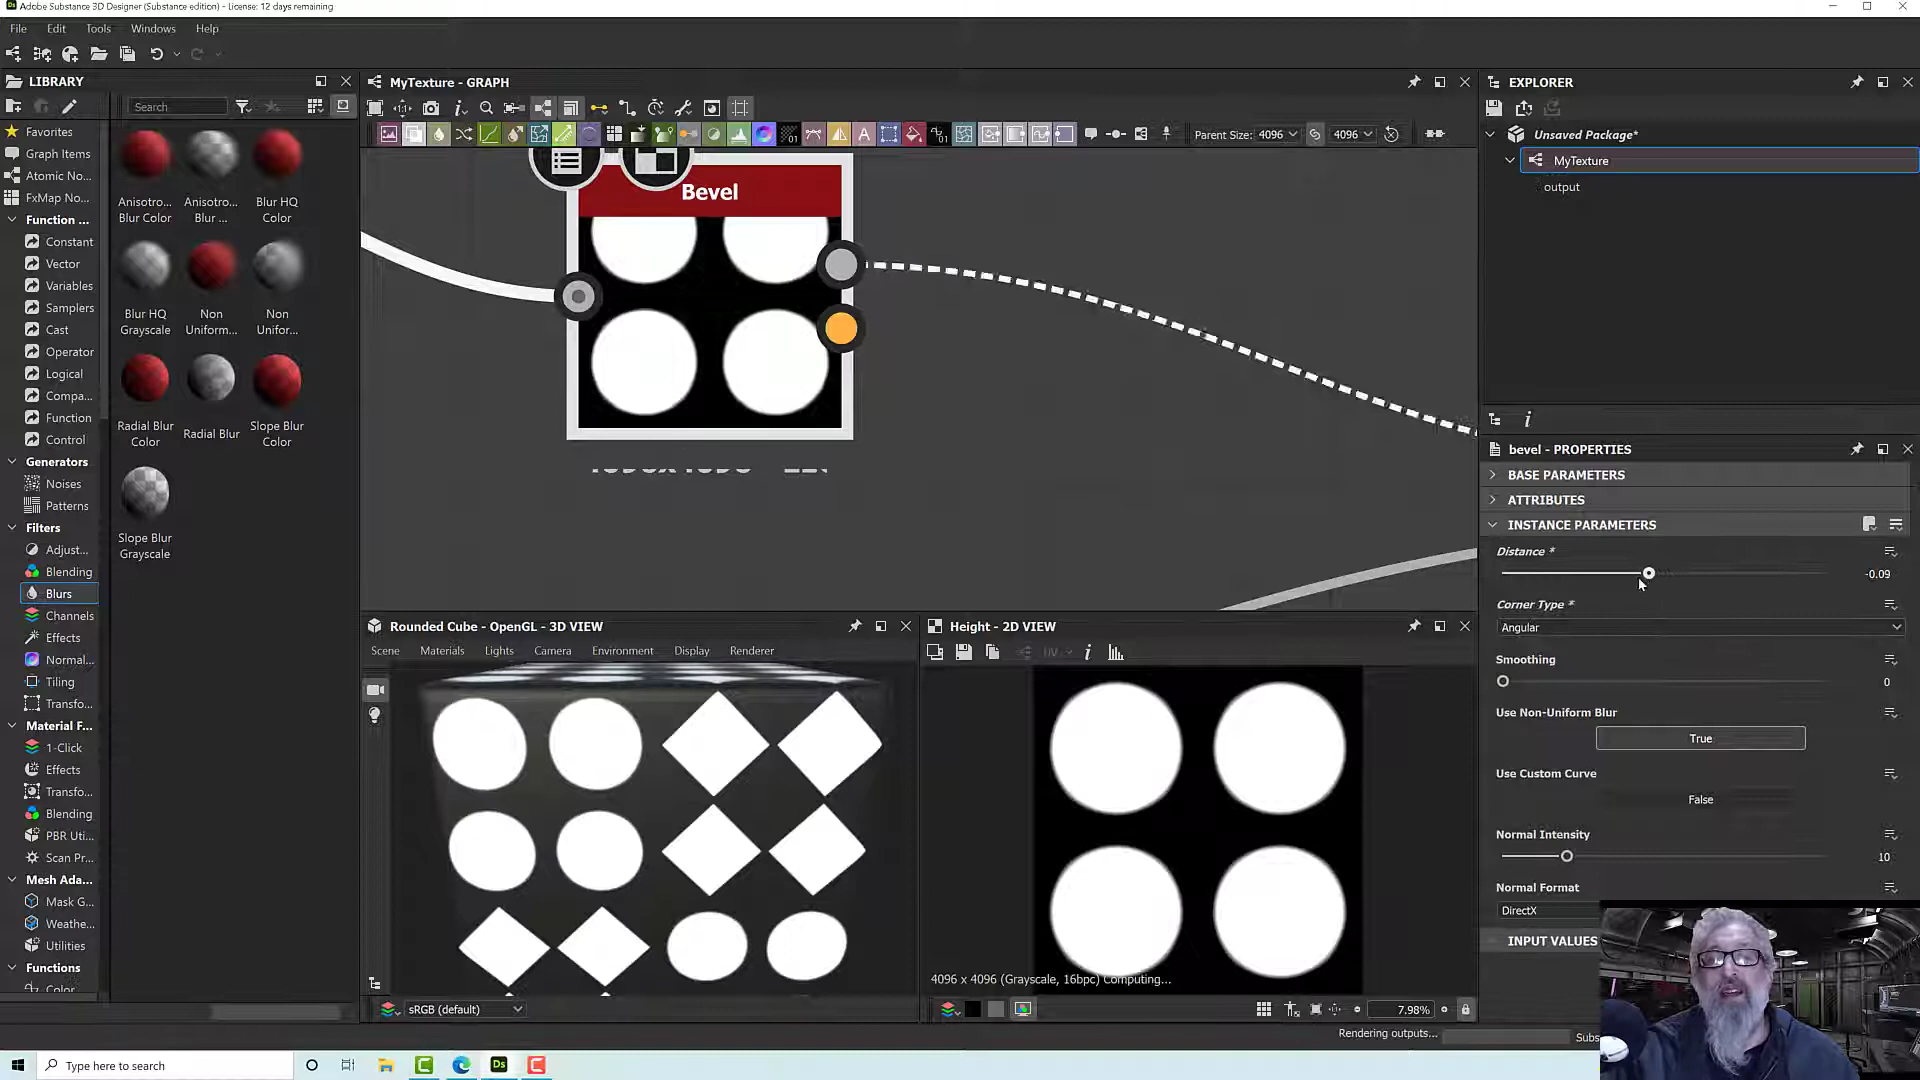 Adobe Substance 3D Designer (Substance edition) - License: 12 days remaining
File Edit Tools Windows Help
LIBRARY
MyTexture - GRAPH
EXPLORER
Search
Parent Size: 4096
4096
Favorites
Graph Items
Atomic No...
FxMap No...
Function ...
Constant
Vector
Variables
Samplers
Cast
Operator
Logical
Compa...
Function
Control
Generators
Noises
Patterns
Filters
Adjust...
Blending
Blurs
Channels
Effects
Normal...
Tiling
Transfo...
Material F...
1-Click
Effects
Transfo...
Blending
PBR Uti...
Scan Pr...
Mesh Ada...
Mask G...
Weathe...
Utilities
Functions
Color
Anisotro...
Blur Color
Anisotro...
Blur ...
Blur HQ
Color
Blur HQ
Grayscale
Non
Uniform...
Non
Unifor...
Radial Blur
Color
Radial Blur
Slope Blur
Color
Slope Blur
Grayscale
Bevel
Unsaved Package*
MyTexture
output
bevel - PROPERTIES
BASE PARAMETERS
ATTRIBUTES
INSTANCE PARAMETERS
Distance *
-0.09
Corner Type *
Angular
Smoothing
0
Use Non-Uniform Blur
True
Use Custom Curve
False
Normal Intensity
10
Normal Format
DirectX
INPUT VALUES
Rounded Cube - OpenGL - 3D VIEW
Scene Materials Lights Camera Environment Display Renderer
sRGB (default)
Height - 2D VIEW
UV
4096 x 4096 (Grayscale, 16bpc) Computing...
7.98%
Rendering outputs...
Subs
Type here to search
Ds